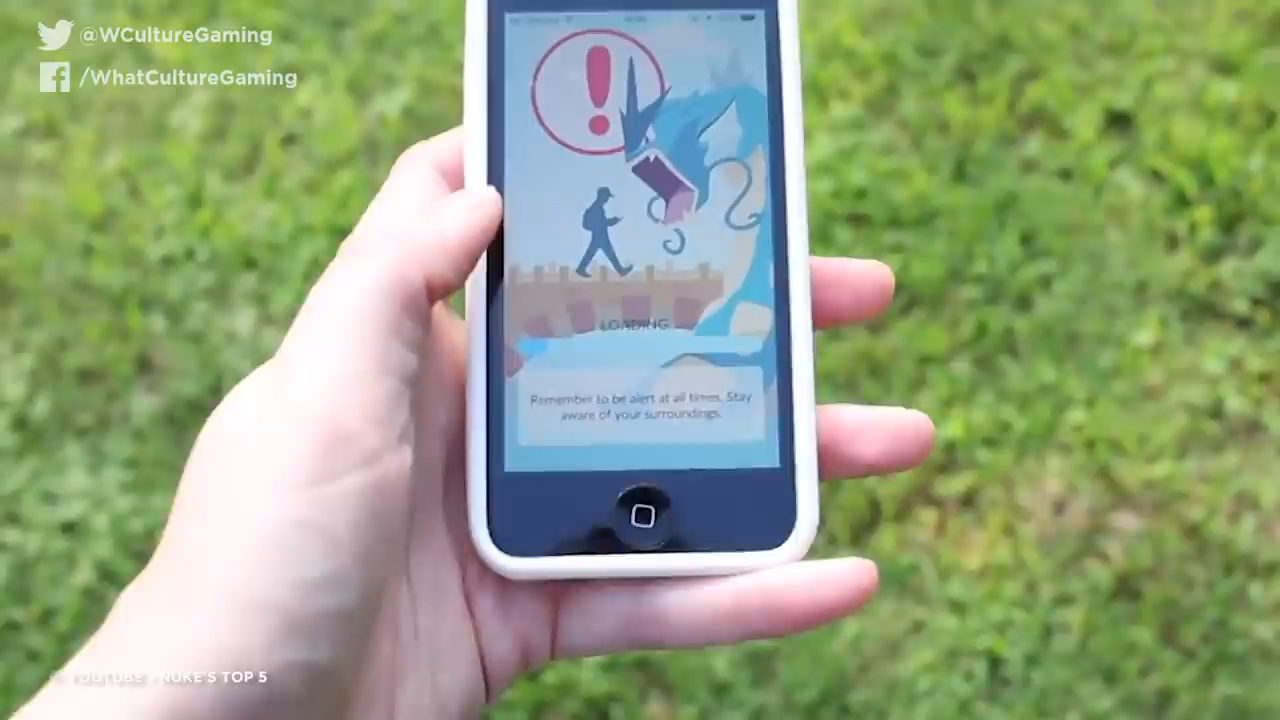 @WCultureGaming
/WhatCultureGaming
LOADING
Remember to be alert at all times. Stay
aware of your surroundings.
YOUTUBE - NUKE'S TOP 5